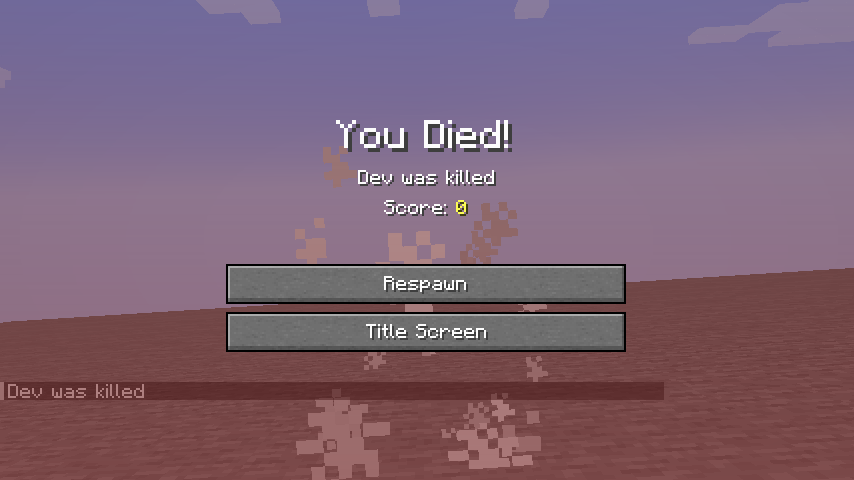 You Died!
Dev was killed
Score: 0
Respawn
Title Screen
Dev was killed